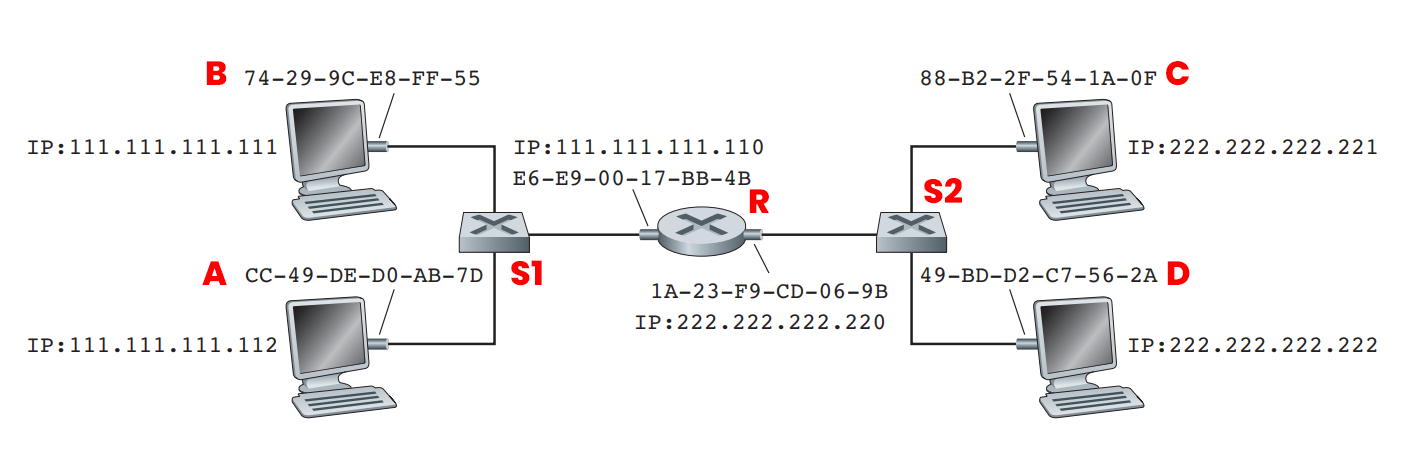 B 74-29-9C-E8-FF-55
IP:111.111.111.111
A CC-49-DE-D0-AB-7D
IP:111.111.111.112
S1
IP:111.111.111.110
E6-E9-00-17-BB-4B
R
1A-23-F9-CD-06-9B
IP:222.222.222.220
S2
88-B2-2F-54-1A-0F C
IP:222.222.222.221
49-BD-D2-C7-56-2A D
IP:222.222.222.222